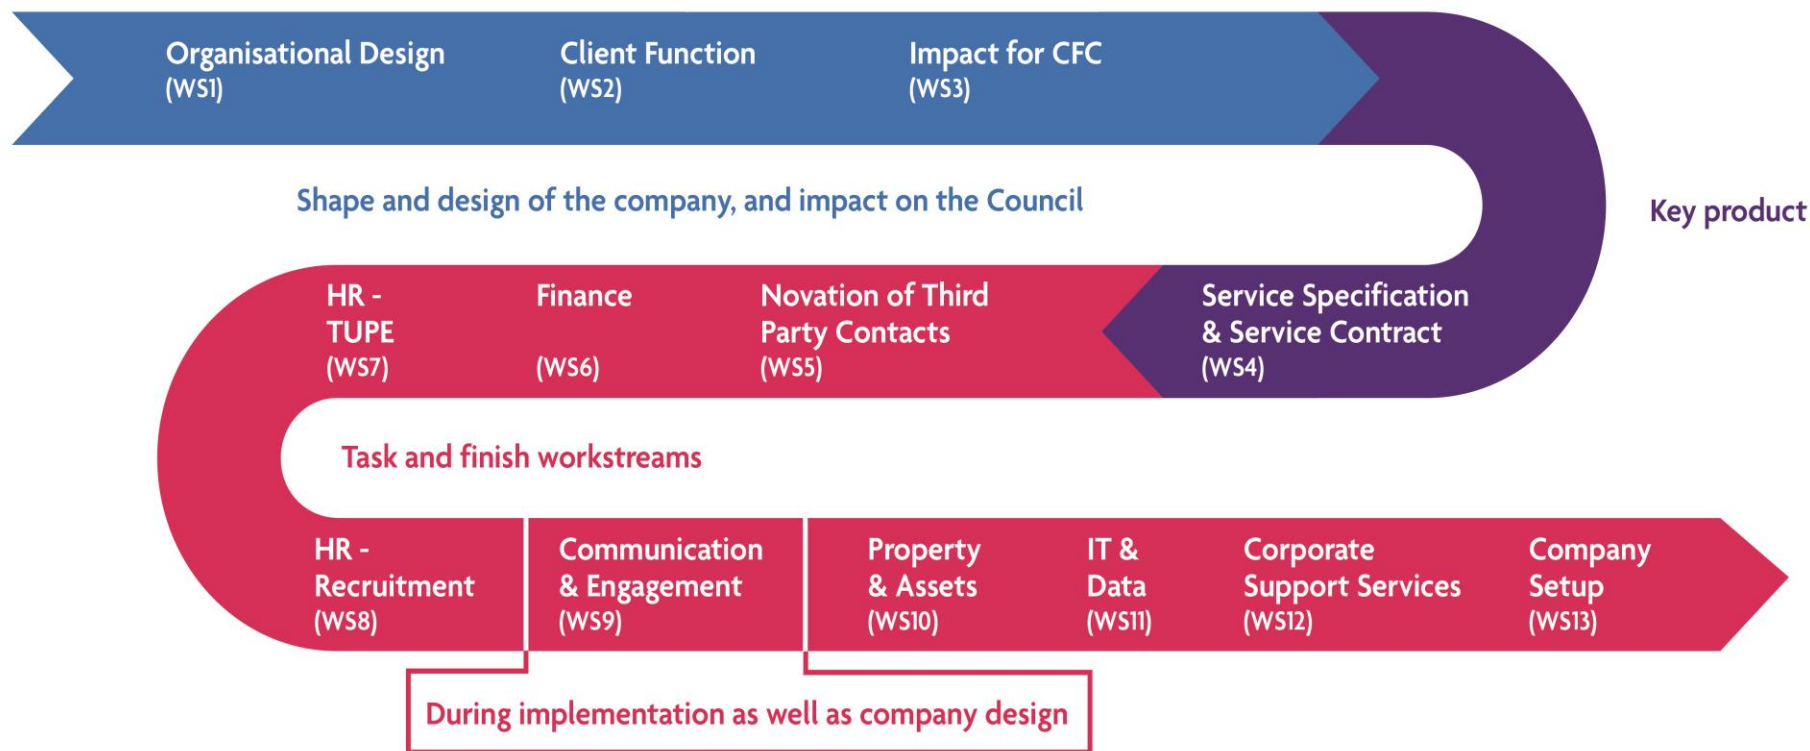 Organisational Design
(WS1)
Client Function
(WS2)
Impact for CFC
(WS3)
Shape and design of the company, and impact on the Council
Key product
HR -
TUPE
(WS7)
Finance
(WS6)
Novation of Third
Party Contacts
(WS5)
Service Specification
& Service Contract
(WS4)
Task and finish workstreams
HR -
Recruitment
(WS8)
Communication
& Engagement
(WS9)
Property
& Assets
(WS10)
IT &
Data
(WS11)
Corporate
Support Services
(WS12)
Company
Setup
(WS13)
During implementation as well as company design